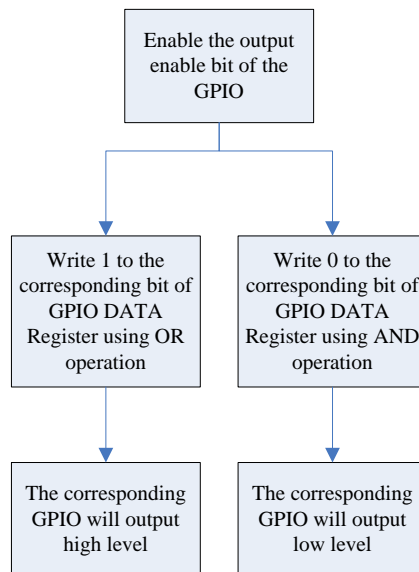 Enable the output
enable bit of the
GPIO
Write 1 to the
corresponding bit of
GPIO DATA
Register using OR
operation
Write 0 to the
corresponding bit of
GPIO DATA
Register using AND
operation
The corresponding
GPIO will output
high level
The corresponding
GPIO will output
low level